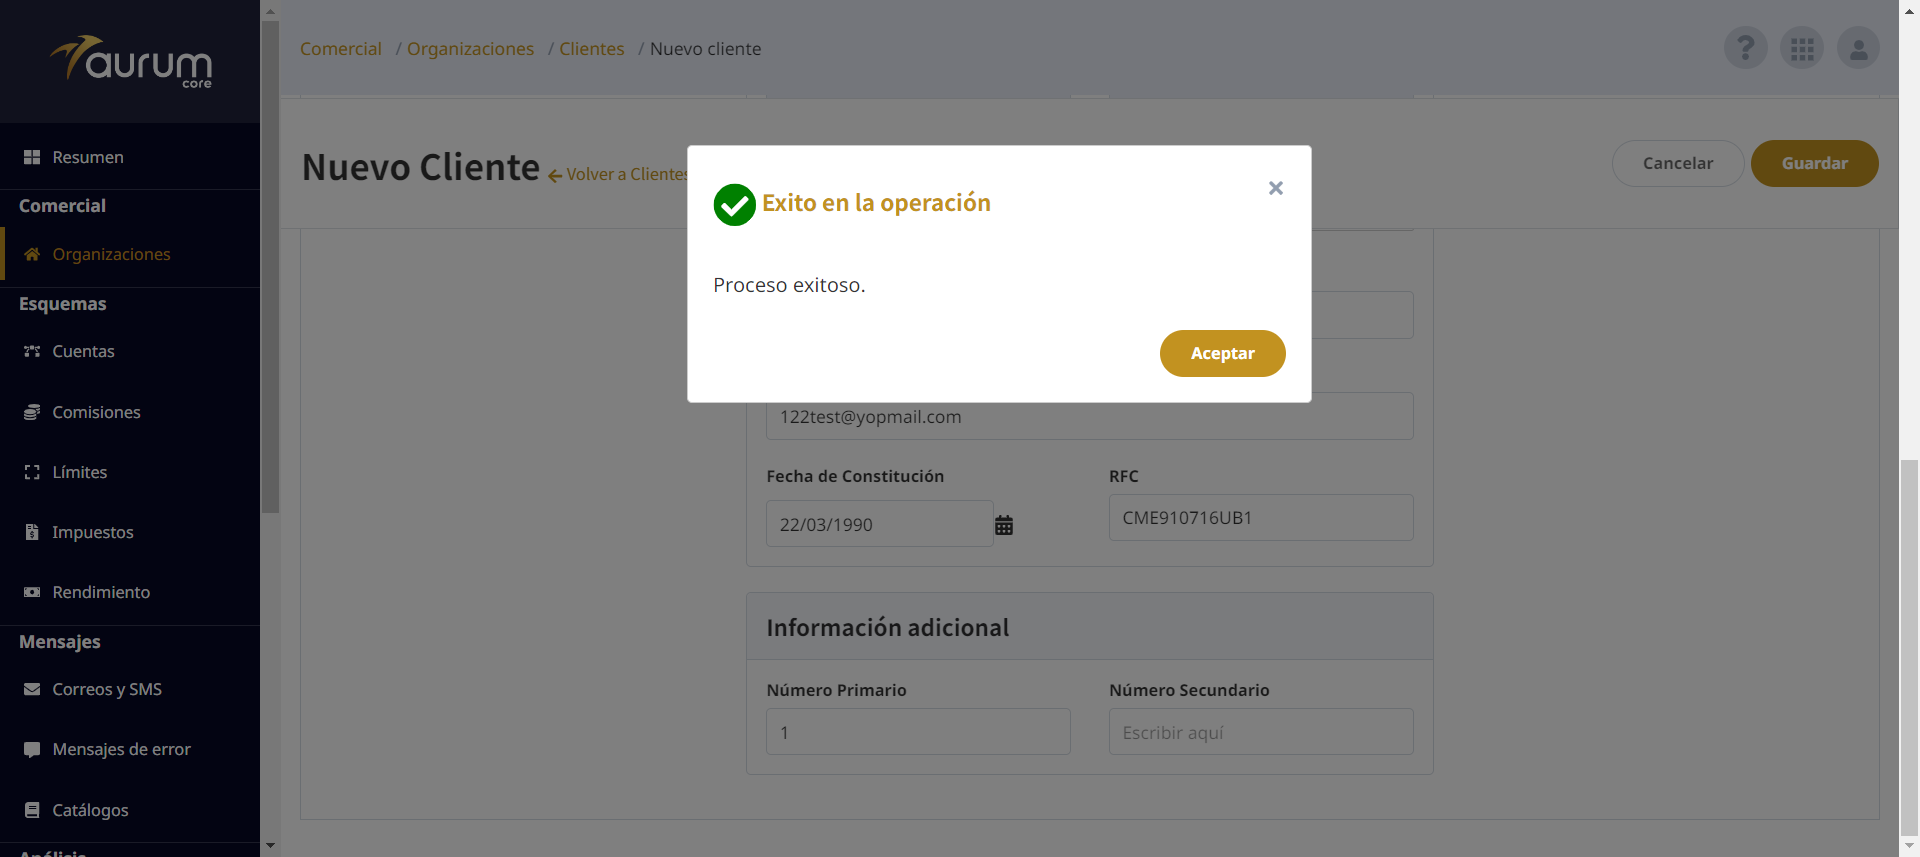 aurum
core
Comercial / Organizaciones / Clientes / Nuevo cliente
Resumen
Comercial
Organizaciones
Esquemas
Cuentas
Comisiones
Límites
Impuestos
Rendimiento
Mensajes
Correos y SMS
Mensajes de error
Catálogos
Nuevo Cliente
Volver a Clientes
Cancelar
Guardar
Exito en la operación
Proceso exitoso.
Aceptar
122test@yopmail.com
Fecha de Constitución
RFC
22/03/1990
CME910716UB1
Información adicional
Número Primario
Número Secundario
1
Escribir aquí